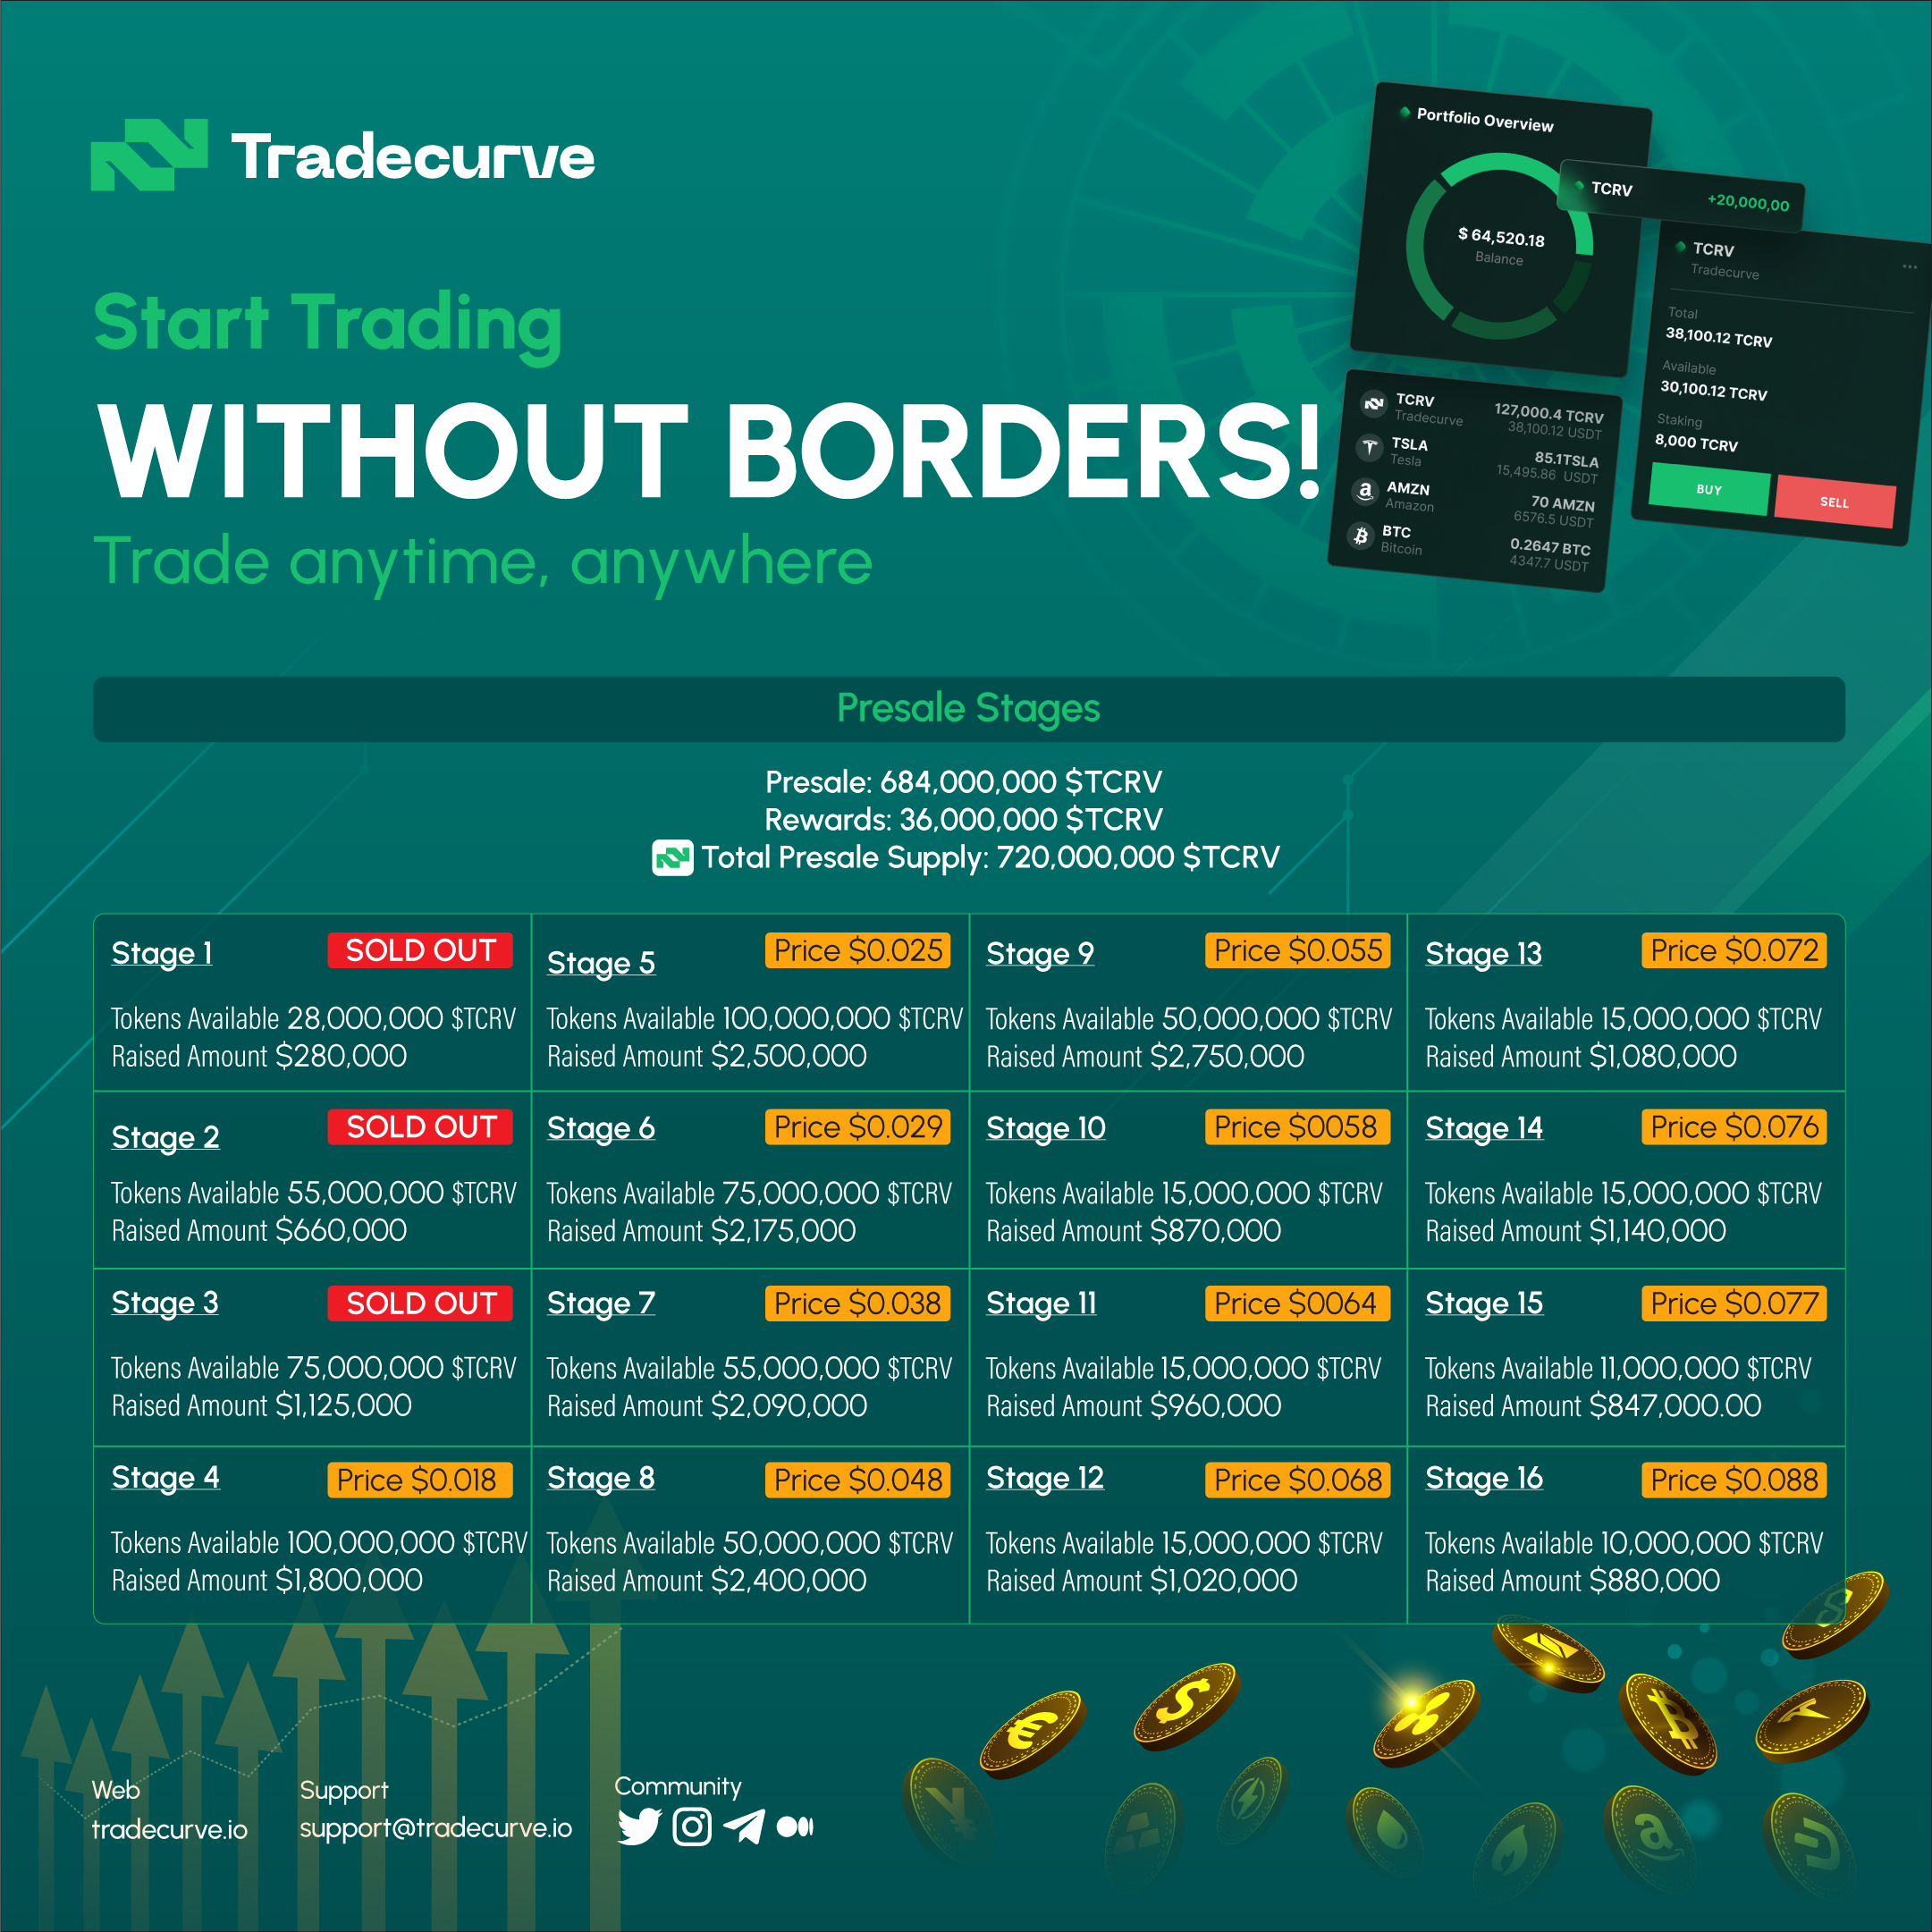 Tradecurve
Start Trading
WITHOUT BORDERS!
Trade anytime, anywhere
Portfolio Overview
$ 64,520.18
Balance
TCRV
+20,000,00
TCRV
Tradecurve
Total
38,100.12 TCRV
Available
30,100.12 TCRV
Staking
8,000 TCRV
BUY
SELL
TCRV 127,000.4 TCRV
Tradecurve 38,100.12 USDT
TSLA 85.1TSLA
Tesla 15,495.86 USDT
AMZN 70 AMZN
Amazon 6576.5 USDT
BTC 0.2647 BTC
Bitcoin 4347.7 USDT
Presale Stages
Presale: 684,000,000 $TCRV
Rewards: 36,000,000 $TCRV
Total Presale Supply: 720,000,000 $TCRV
Stage 1 SOLD OUT
Tokens Available 28,000,000 $TCRV
Raised Amount $280,000
Stage 5 Price $0.025
Tokens Available 100,000,000 $TCRV
Raised Amount $2,500,000
Stage 9 Price $0.055
Tokens Available 50,000,000 $TCRV
Raised Amount $2,750,000
Stage 13 Price $0.072
Tokens Available 15,000,000 $TCRV
Raised Amount $1,080,000
Stage 2 SOLD OUT
Tokens Available 55,000,000 $TCRV
Raised Amount $660,000
Stage 6 Price $0.029
Tokens Available 75,000,000 $TCRV
Raised Amount $2,175,000
Stage 10 Price $0058
Tokens Available 15,000,000 $TCRV
Raised Amount $870,000
Stage 14 Price $0.076
Tokens Available 15,000,000 $TCRV
Raised Amount $1,140,000
Stage 3 SOLD OUT
Tokens Available 75,000,000 $TCRV
Raised Amount $1,125,000
Stage 7 Price $0.038
Tokens Available 55,000,000 $TCRV
Raised Amount $2,090,000
Stage 11 Price $0064
Tokens Available 15,000,000 $TCRV
Raised Amount $960,000
Stage 15 Price $0.077
Tokens Available 11,000,000 $TCRV
Raised Amount $847,000.00
Stage 4 Price $0.018
Tokens Available 100,000,000 $TCRV
Raised Amount $1,800,000
Stage 8 Price $0.048
Tokens Available 50,000,000 $TCRV
Raised Amount $2,400,000
Stage 12 Price $0.068
Tokens Available 15,000,000 $TCRV
Raised Amount $1,020,000
Stage 16 Price $0.088
Tokens Available 10,000,000 $TCRV
Raised Amount $880,000
Web
tradecurve.io
Support
support@tradecurve.io
Community